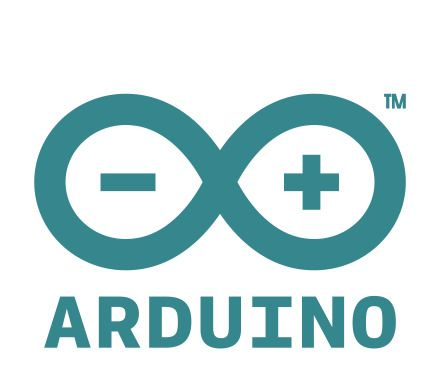 TM
- +
ARDUINO